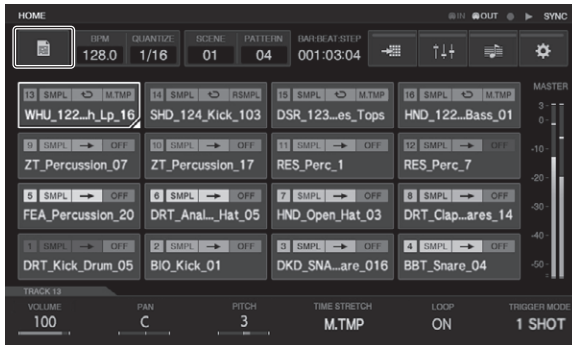 HOME IN OUT SYNC
BPM QUANTIZE SCENE PATTERN BAR:BEAT:STEP
128.0 1/16 01 04 001:03:04
13 SMPL M.TMP 14 SMPL RSMPL 15 SMPL M.TMP 16 SMPL M.TMP MASTER
WHU_122...h_Lp_16 SHD_124_Kick_103 DSR_123...es_Tops HND_122...Bass_01
3
0
9 SMPL OFF 10 SMPL OFF 11 SMPL OFF 12 SMPL OFF
-10
ZT_Percussion_07 ZT_Percussion_17 RES_Perc_1 RES_Perc_7
-20
5 SMPL OFF 6 SMPL OFF 7 SMPL OFF 8 SMPL OFF
-30
FEA_Percussion_20 DRT_Anal...Hat_05 HND_Open_Hat_03 DRT_Clap...ares_14
-40
1 SMPL OFF 2 SMPL OFF 3 SMPL OFF 4 SMPL OFF
DRT_Kick_Drum_05 BIO_Kick_01 DKD_SNA...are_016 BBT_Snare_04
-50
TRACK 13
VOLUME PAN PITCH TIME STRETCH LOOP TRIGGER MODE
100 C 3 M.TMP ON 1 SHOT